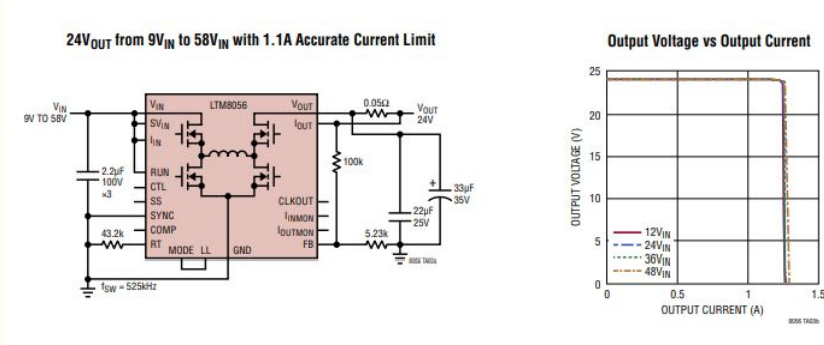 24VOUT from 9VIN to 58VIN with 1.1A Accurate Current Limit
VIN
9V TO 58V
2.2µF
100V
×3
43.2k
fSW = 525kHz
VIN
SVIN
IIN
RUN
CTL
SS
SYNC
COMP
RT
MODE LL
GND
LTM8056
VOUT
IOUT
CLKOUT
IINMON
IOUTMON
FB
0.05Ω
VOUT
24V
100k
5.23k
22µF
25V
+
33µF
35V
8056 TA03a
Output Voltage vs Output Current
OUTPUT VOLTAGE (V)
25
20
15
10
5
0
12VIN
24VIN
36VIN
48VIN
0
0.5
1
1.5
OUTPUT CURRENT (A)
8056 TA03b